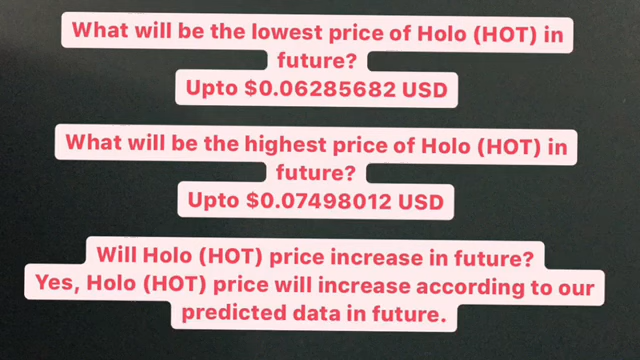 What will be the lowest price of Holo (HOT) in
future?
Upto $0.06285682 USD
What will be the highest price of Holo (HOT) in
future?
Upto $0.07498012 USD
Will Holo (HOT) price increase in future?
Yes, Holo (HOT) price will increase according to our
predicted data in future.